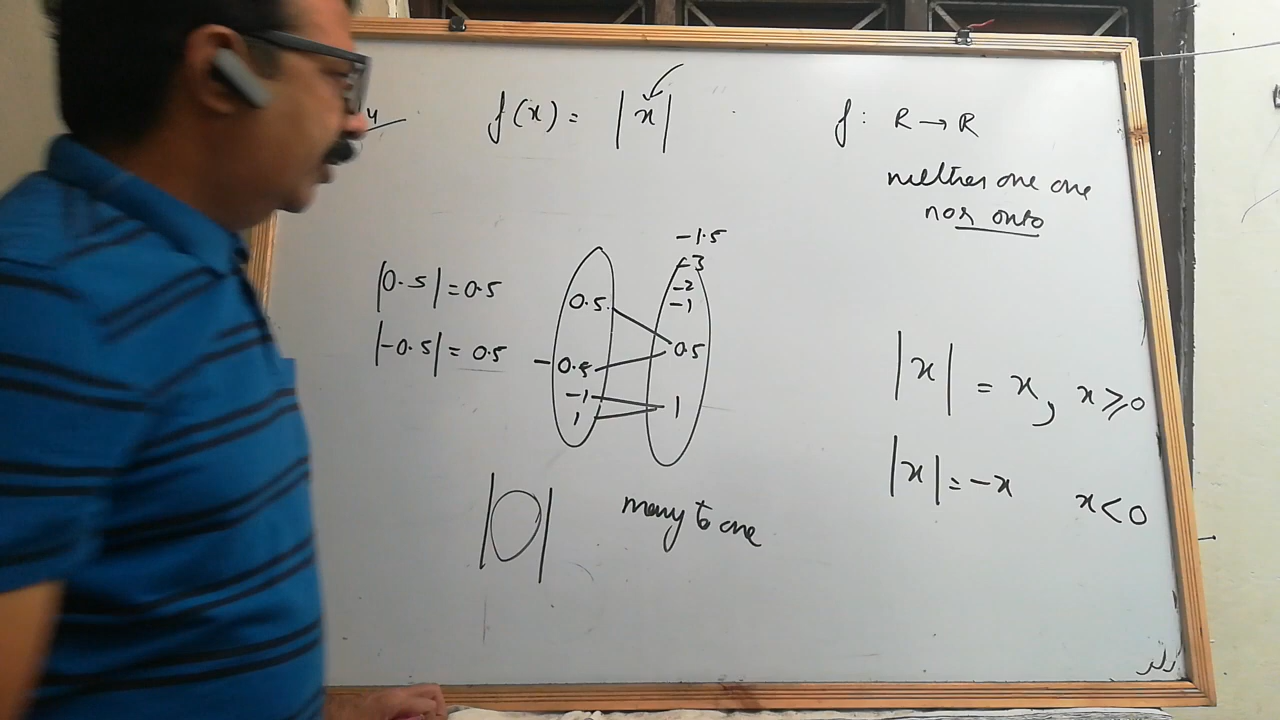 4
f(x) = |x|
f: R → R
neither one one
nor onto
|0.5| = 0.5
|-0.5| = 0.5
0.5
-0.5
-1
1
-1.5
-3
-2
-1
0.5
1
|x| = x, x ≥ 0
|x| = -x x < 0
many to one